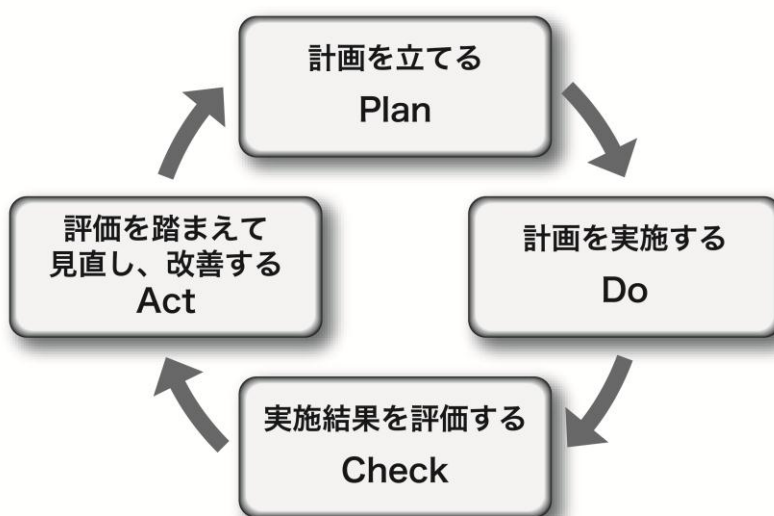 計画を立てる
Plan
計画を実施する
Do
実施結果を評価する
Check
評価を踏まえて
見直し、改善する
Act